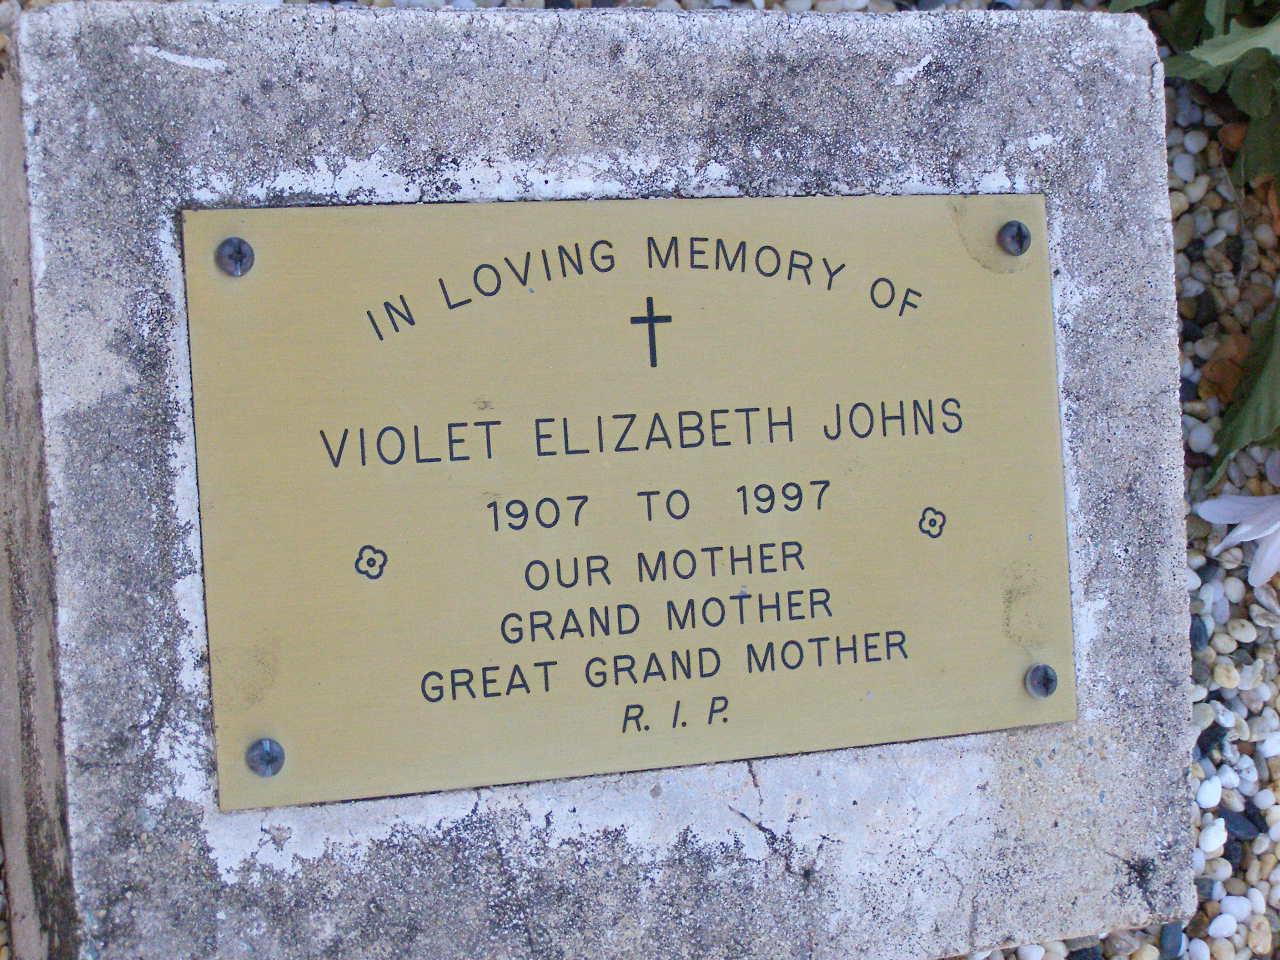 IN LOVING MEMORY OF
VIOLET ELIZABETH JOHNS
1907 TO 1997
OUR MOTHER
GRAND MOTHER
GREAT GRAND MOTHER
R. I. P.